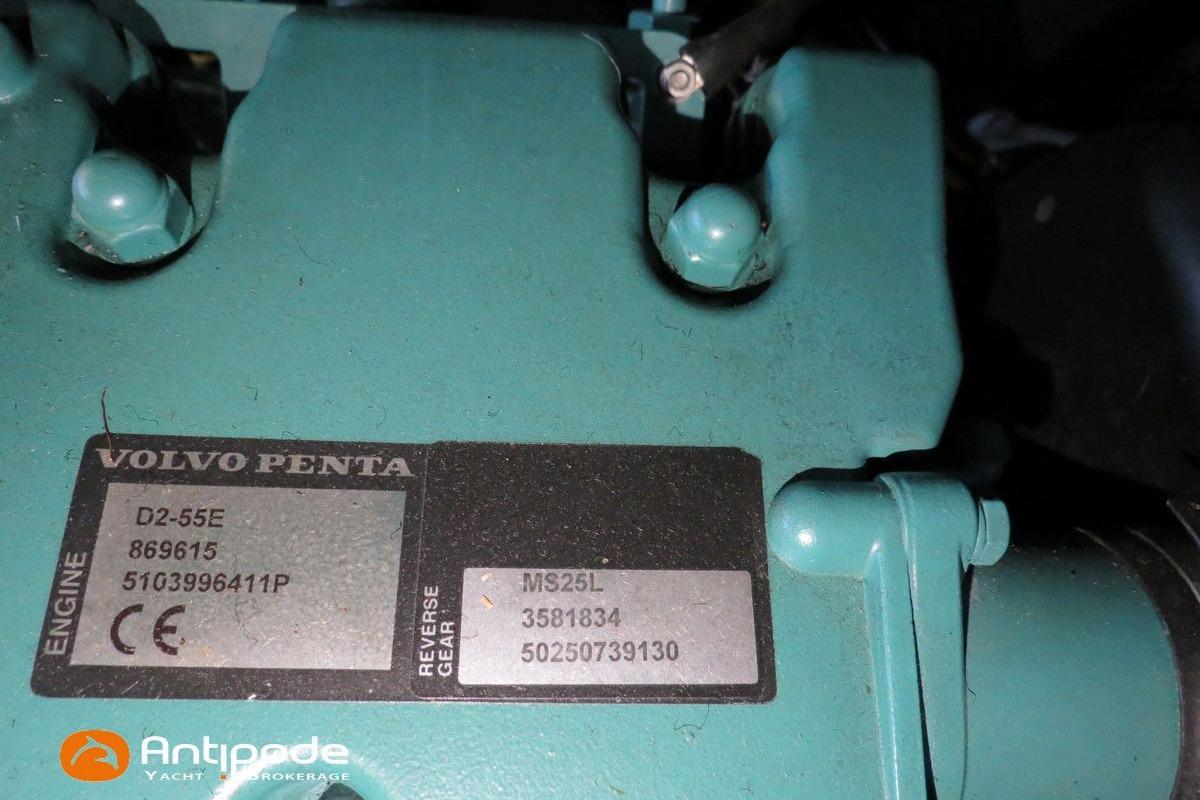 VOLVO PENTA
ENGINE
D2-55E
869615
5103996411P
CE
REVERSE
GEAR
MS25L
3581834
50250739130
Antipode
YACHT BROKERAGE